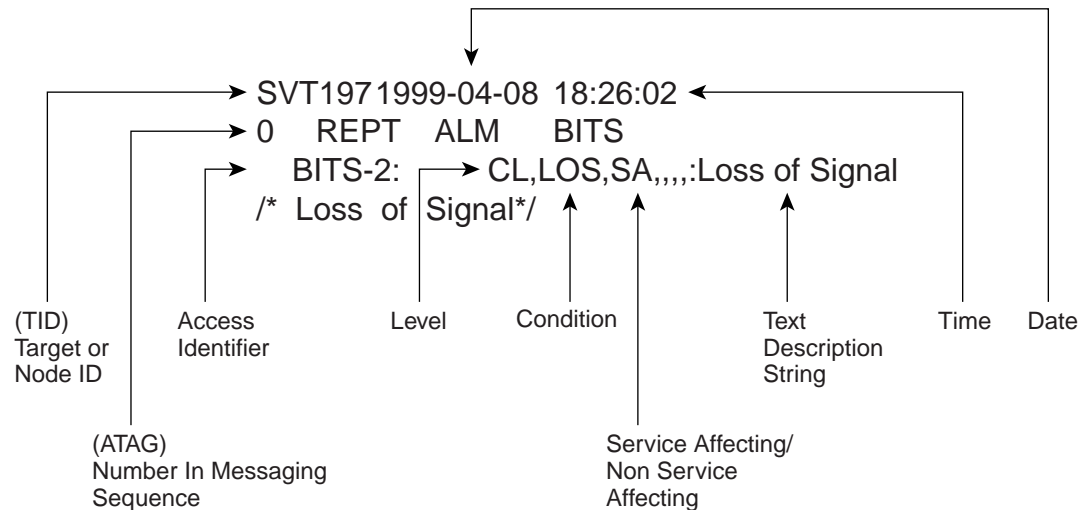 SVT197 1999-04-08 18:26:02
0 REPT ALM BITS
BITS-2: CL,LOS,SA,,,,:Loss of Signal
/* Loss of Signal*/
(TID)
Target or
Node ID
Access
Identifier
Level
Condition
Text
Description
String
Time
Date
(ATAG)
Number In Messaging
Sequence
Service Affecting/
Non Service
Affecting